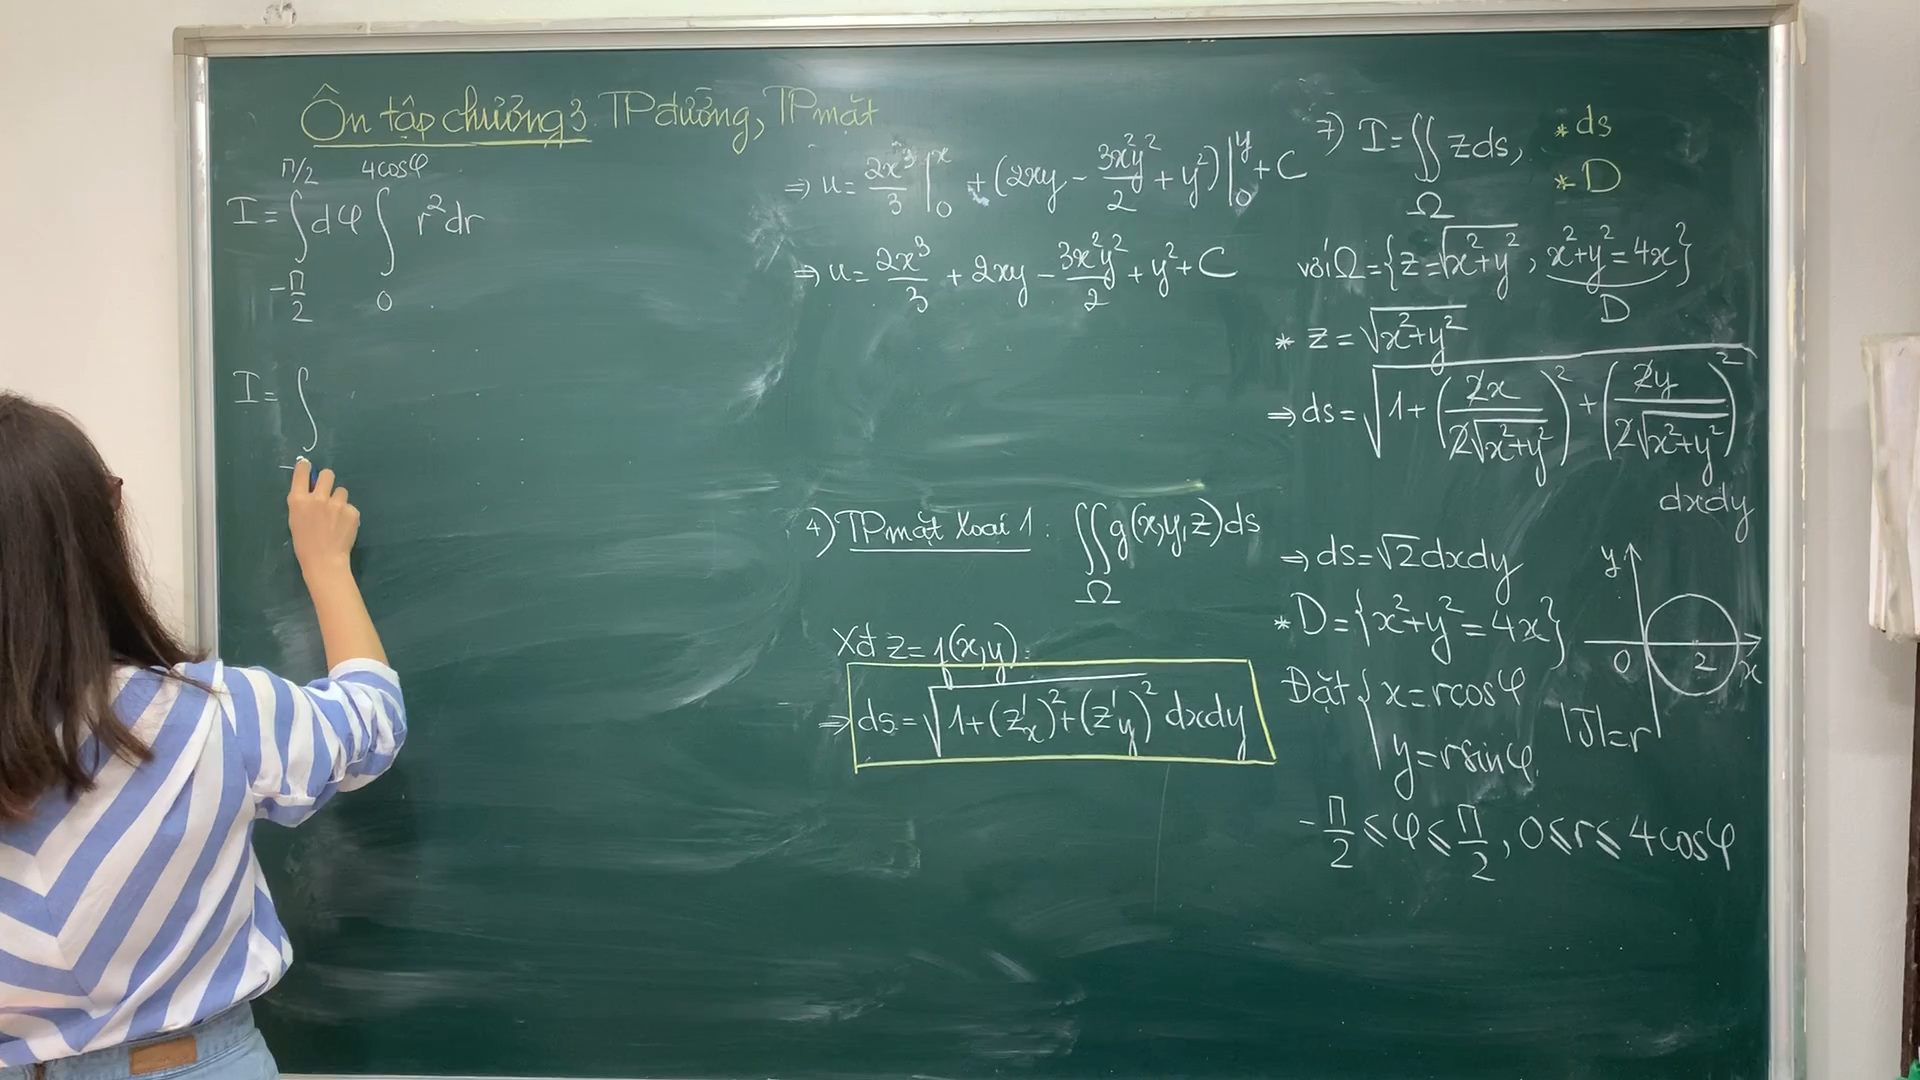 Ôn tập chương 3 TP đường, TP mặt
I = ∫_{-π/2}^{π/2} dφ ∫_0^{4cosφ} r² dr
I = ∫
⇒ u = 2x³/3 |_0^x + (2xy - 3x²y²/2 + y²)|_0^y + C
⇒ u = 2x³/3 + 2xy - 3x²y²/2 + y² + C
4) TP mặt loại 1: ∬_Ω g(x,y,z)ds
Xđ z = f(x,y):
⇒ ds = √(1+(z'x)²+(z'y)²) dxdy
7) I = ∬_Ω zds,
* ds
* D
với Ω = {z = √(x²+y²), x²+y² = 4x}
D
* z = √(x²+y²)
⇒ ds = √(1 + (2x/(2√(x²+y²)))² + (2y/(2√(x²+y²)))²)
dxdy
⇒ ds = √2 dxdy
* D = {x²+y² = 4x}
y
0 2 x
Đặt { x = rcosφ
y = rsinφ
|J| = r
-π/2 ≤ φ ≤ π/2, 0 ≤ r ≤ 4cosφ